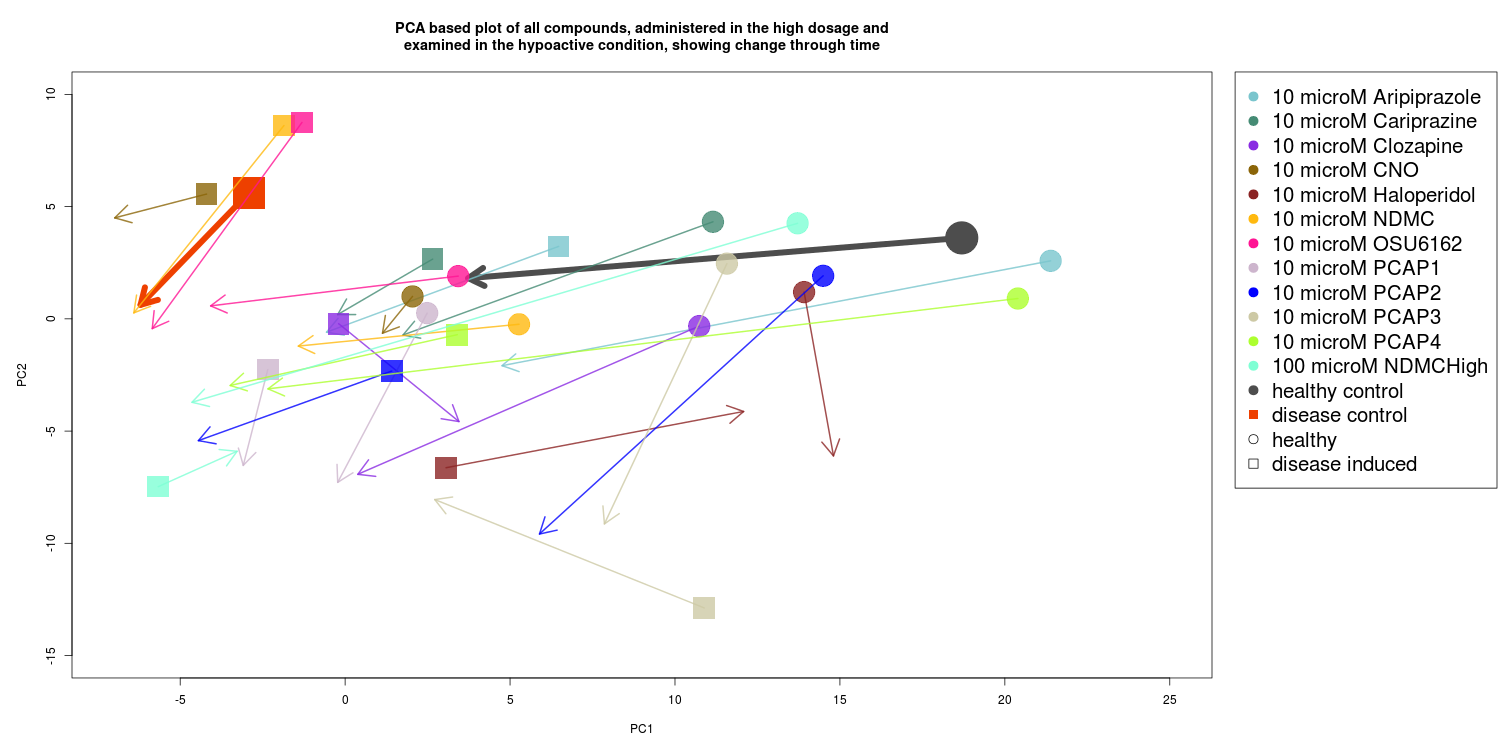 PCA based plot of all compounds, administered in the high dosage and
examined in the hypoactive condition, showing change through time
10
5
0
-5
-10
-15
PC2
-5
0
5
10
15
20
25
PC1
10 microM Aripiprazole
10 microM Cariprazine
10 microM Clozapine
10 microM CNO
10 microM Haloperidol
10 microM NDMC
10 microM OSU6162
10 microM PCAP1
10 microM PCAP2
10 microM PCAP3
10 microM PCAP4
100 microM NDMCHigh
healthy control
disease control
healthy
disease induced